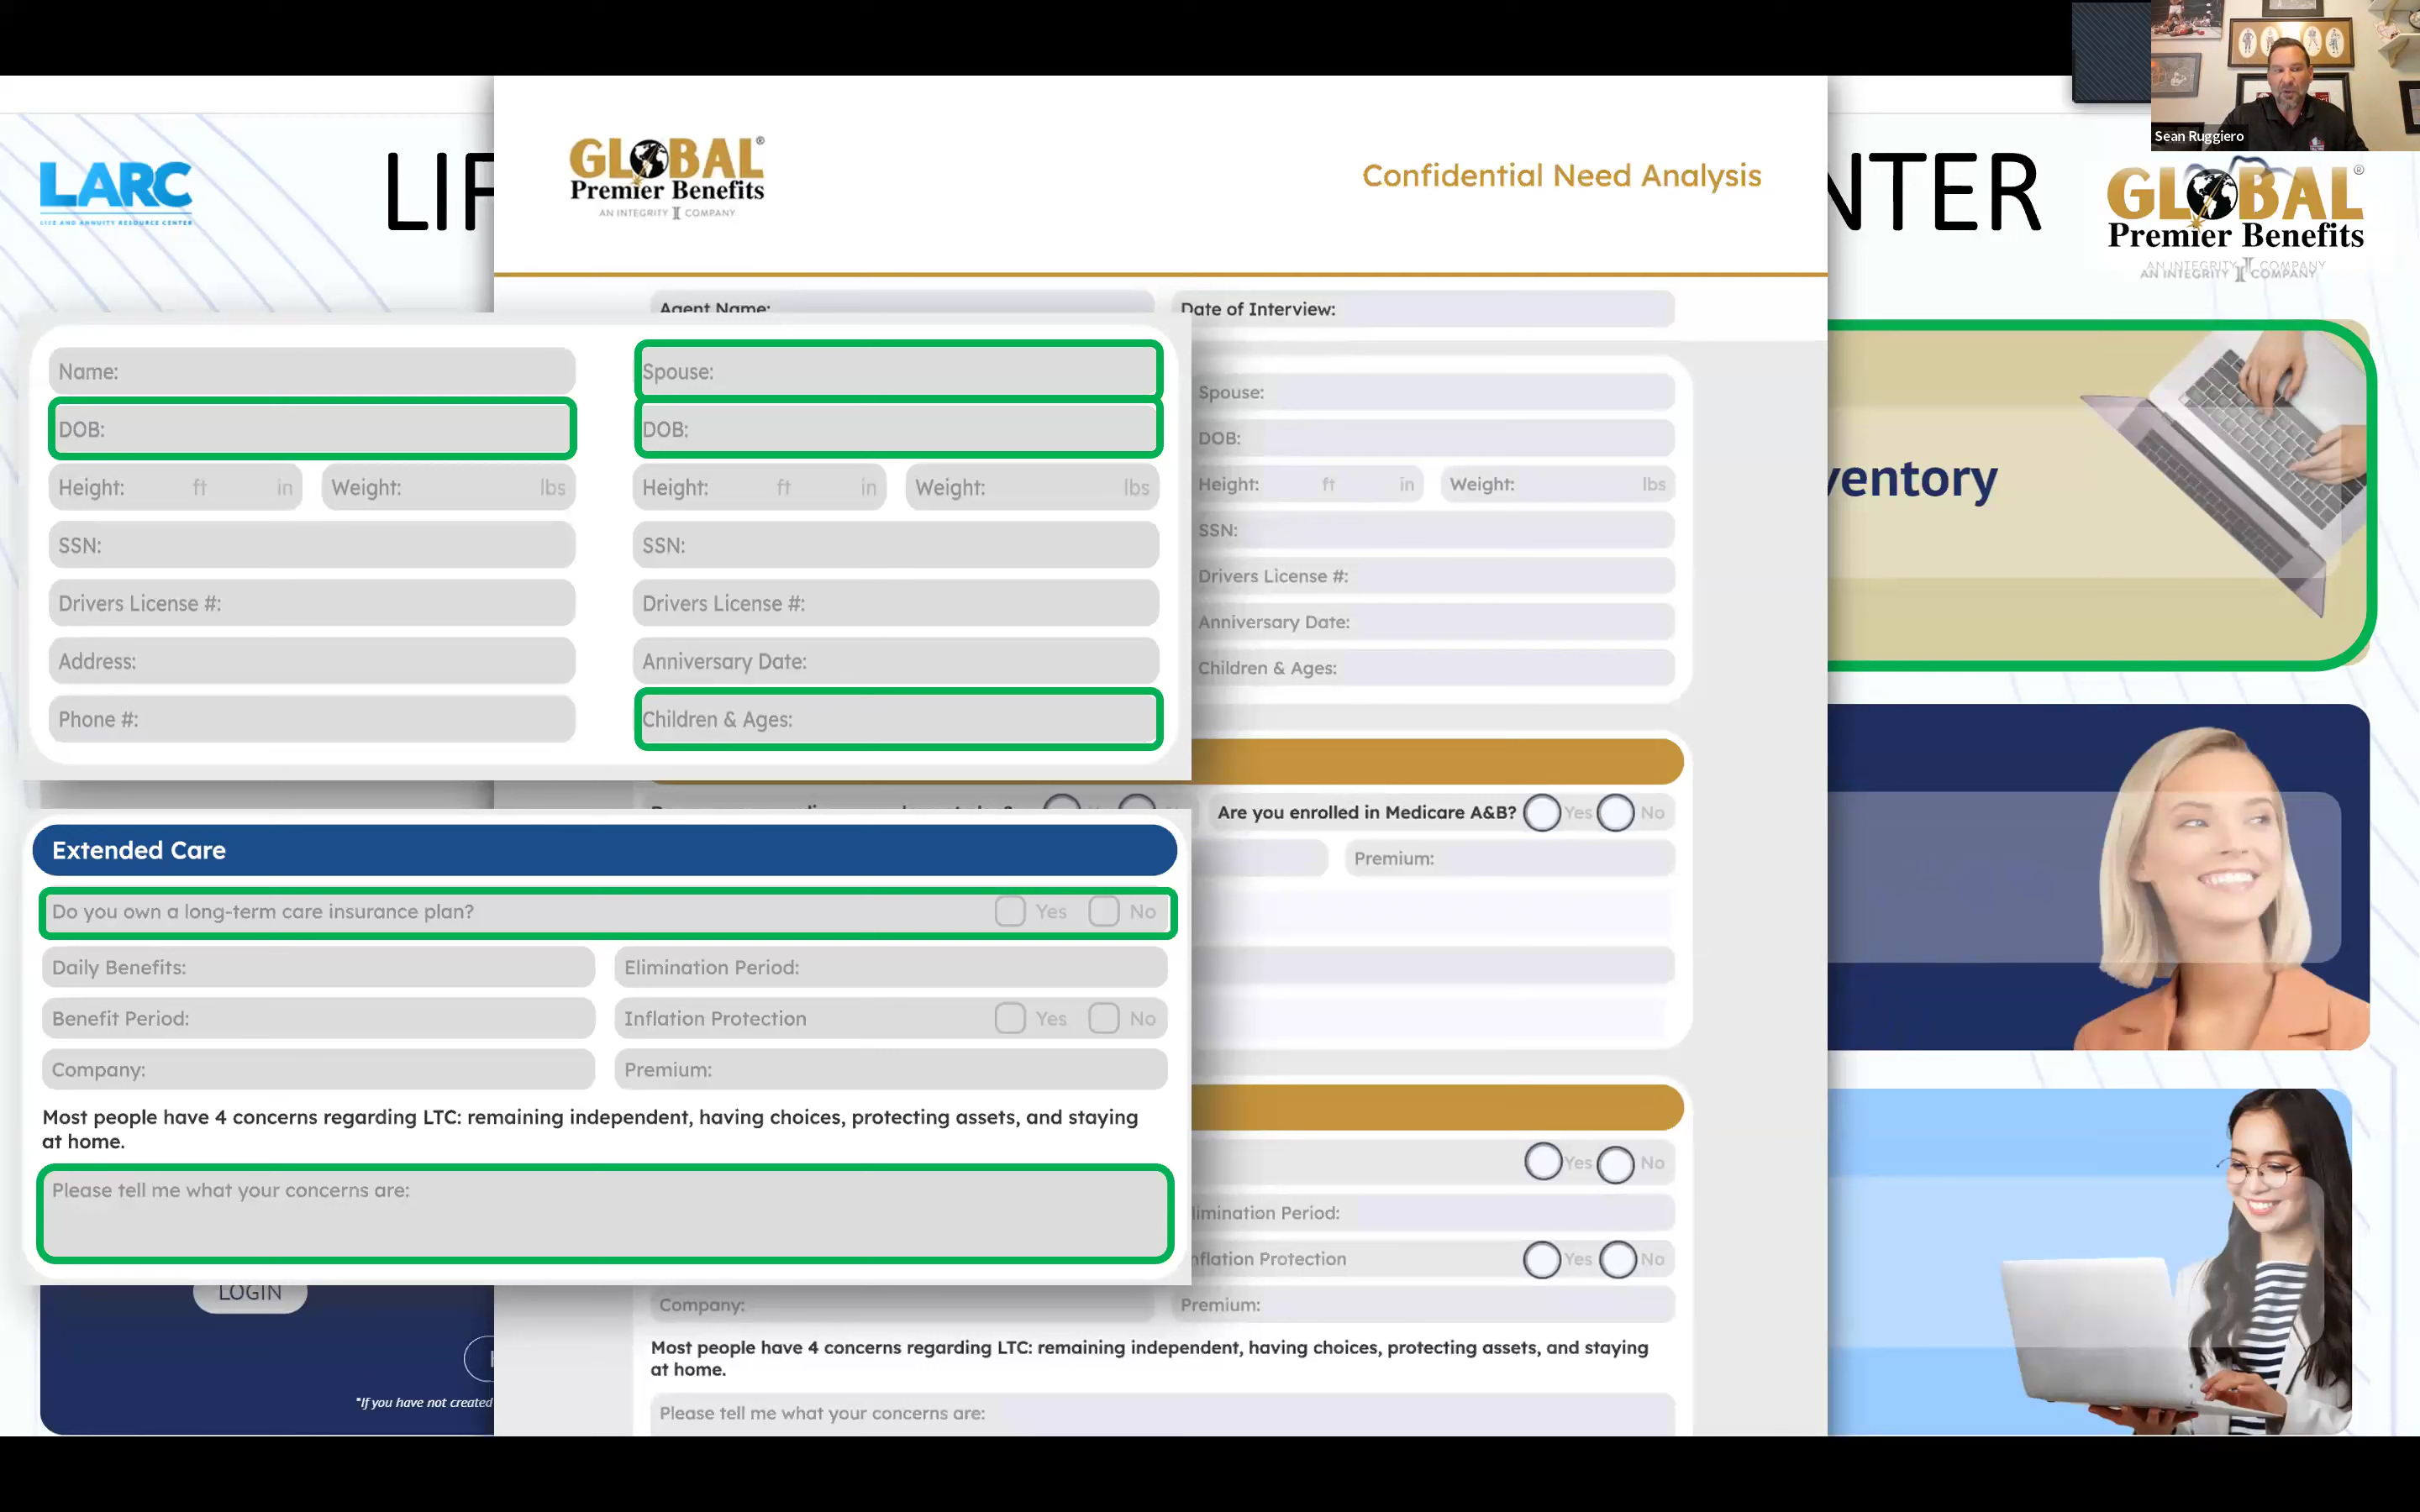 Sean Ruggiero
LARC
LIFE AND ANNUITY RESOURCE CENTER
LIF
NTER
GLOBAL®
Premier Benefits
AN INTEGRITY COMPANY
Confidential Need Analysis
GLOBAL®
Premier Benefits
AN INTEGRITY COMPANY
Agent Name:
Date of Interview:
Name:
Spouse:
DOB:
DOB:
Height: ft in
Weight: lbs
Height: ft in
Weight: lbs
SSN:
SSN:
Drivers License #:
Drivers License #:
Address:
Anniversary Date:
Phone #:
Children & Ages:
Spouse:
DOB:
Height: ft in
Weight: lbs
SSN:
Drivers License #:
Anniversary Date:
Children & Ages:
ventory
Are you enrolled in Medicare A&B? Yes No
Premium:
Extended Care
Do you own a long-term care insurance plan? Yes No
Daily Benefits:
Elimination Period:
Benefit Period:
Inflation Protection Yes No
Company:
Premium:
Most people have 4 concerns regarding LTC: remaining independent, having choices, protecting assets, and staying
at home.
Please tell me what your concerns are:
Yes No
limination Period:
nflation Protection Yes No
Company:
Premium:
Most people have 4 concerns regarding LTC: remaining independent, having choices, protecting assets, and staying
at home.
Please tell me what your concerns are:
LOGIN
*If you have not created